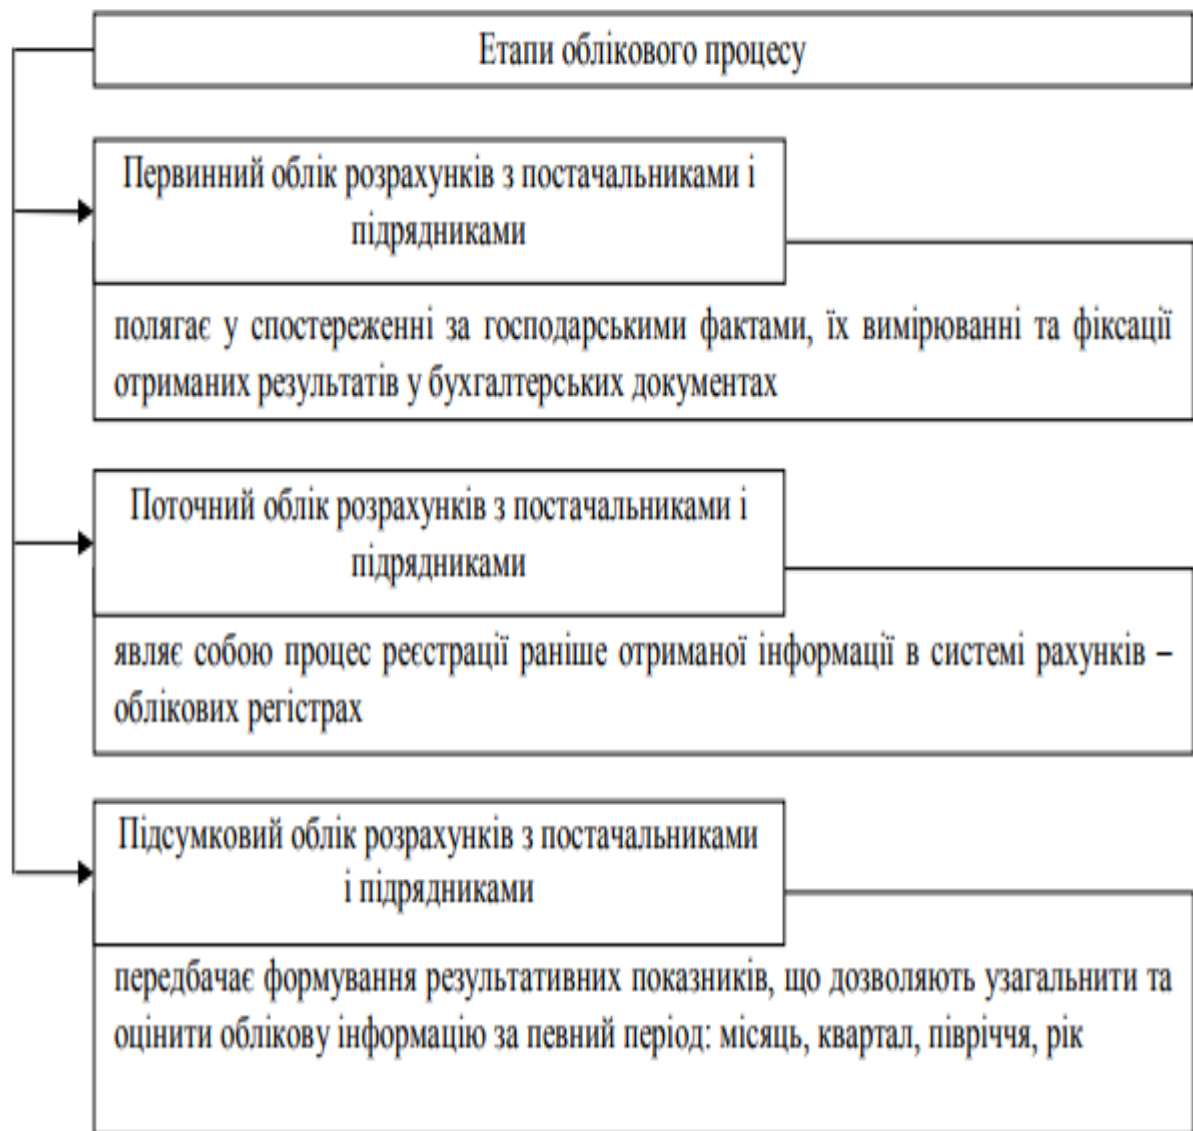 Етапи облікового процесу
Первинний облік розрахунків з постачальниками і
підрядниками
полягає у спостереженні за господарськими фактами, їх вимірюванні та фіксації
отриманих результатів у бухгалтерських документах
Поточний облік розрахунків з постачальниками і
підрядниками
являє собою процес реєстрації раніше отриманої інформації в системі рахунків –
облікових регістрах
Підсумковий облік розрахунків з постачальниками
і підрядниками
передбачає формування результативних показників, що дозволяють узагальнити та
оцінити облікову інформацію за певний період: місяць, квартал, півріччя, рік